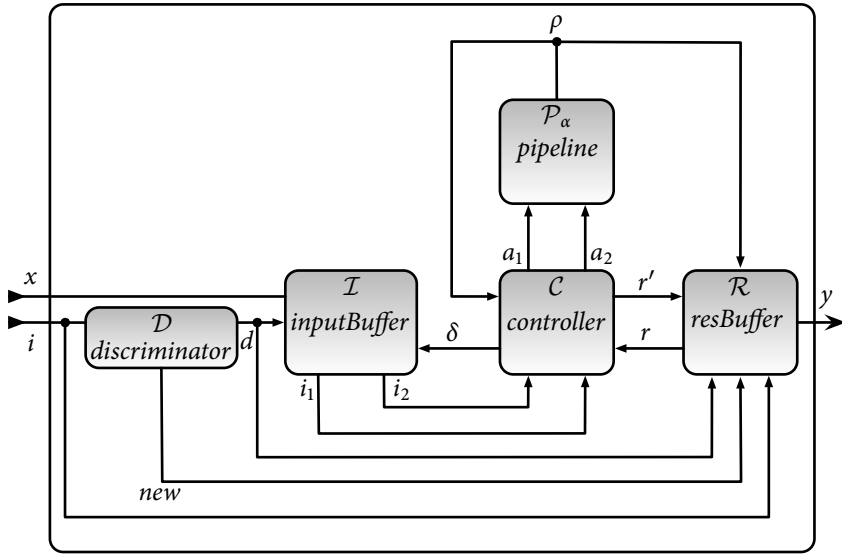 ρ
𝒫α
pipeline
a1
a2
x
ℐ
inputBuffer
𝒞
controller
r′
ℛ
resBuffer
y
i
𝒟
discriminator
d
δ
r
i1
i2
new